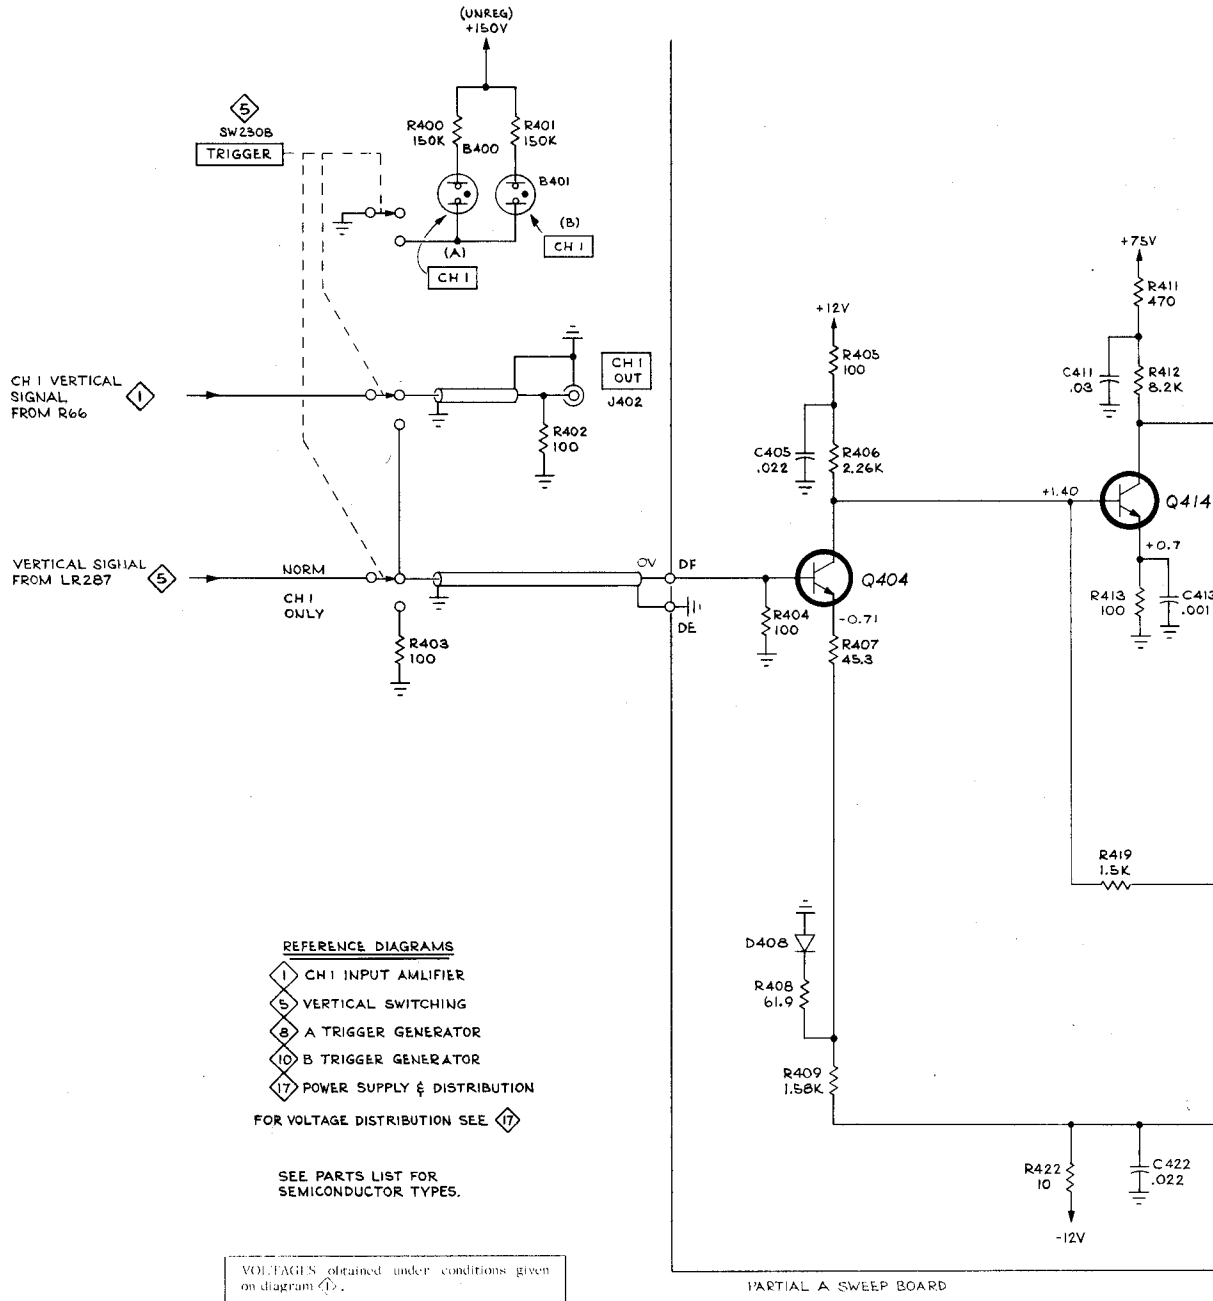 (UNREG)
+150V
5
SW230B
TRIGGER
R400
150K
R401
150K
B400
B401
(A)
CH 1
(B)
CH 1
CH 1 VERTICAL
SIGNAL
FROM R66
1
CH 1
OUT
J402
R402
100
VERTICAL SIGNAL
FROM LR287
5
NORM
CH 1
ONLY
R403
100
0V
DF
DE
+12V
R405
100
C405
.022
R406
2.26K
R404
100
Q404
-0.71
R407
45.3
+75V
R411
470
C411
.03
R412
8.2K
+1.40
Q414
+0.7
R413
100
C413
.001
R419
1.5K
D408
R408
61.9
R409
1.58K
R422
10
-12V
C422
.022
REFERENCE DIAGRAMS
1 CH 1 INPUT AMLIFIER
5 VERTICAL SWITCHING
8 A TRIGGER GENERATOR
10 B TRIGGER GENERATOR
17 POWER SUPPLY & DISTRIBUTION
FOR VOLTAGE DISTRIBUTION SEE 17
SEE PARTS LIST FOR
SEMICONDUCTOR TYPES.
VOLTAGES obtained under conditions given
on diagram 1.
PARTIAL A SWEEP BOARD